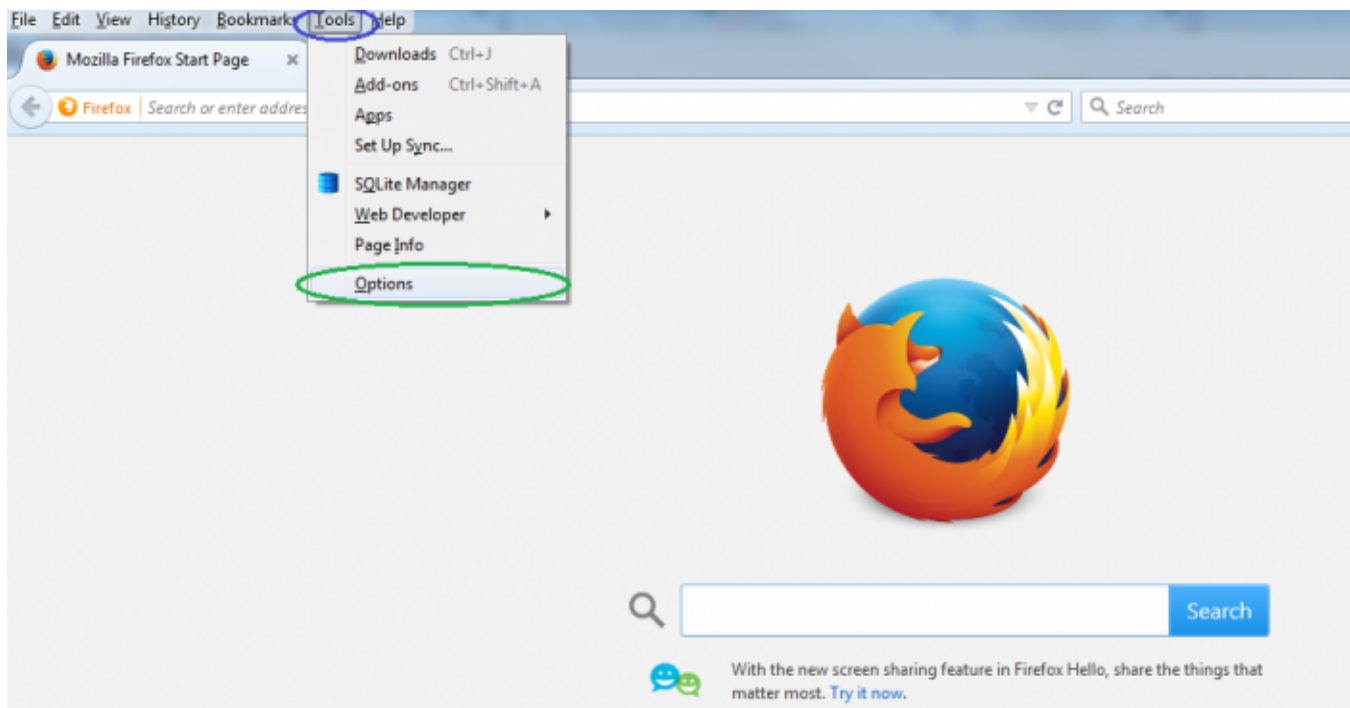 File Edit View History Bookmarks Tools Help
Mozilla Firefox Start Page
Downloads Ctrl+J
Add-ons Ctrl+Shift+A
Apps
Set Up Sync...
SQLite Manager
Web Developer
Page Info
Options
Firefox Search or enter addres
Search
Search
With the new screen sharing feature in Firefox Hello, share the things that
matter most. Try it now.